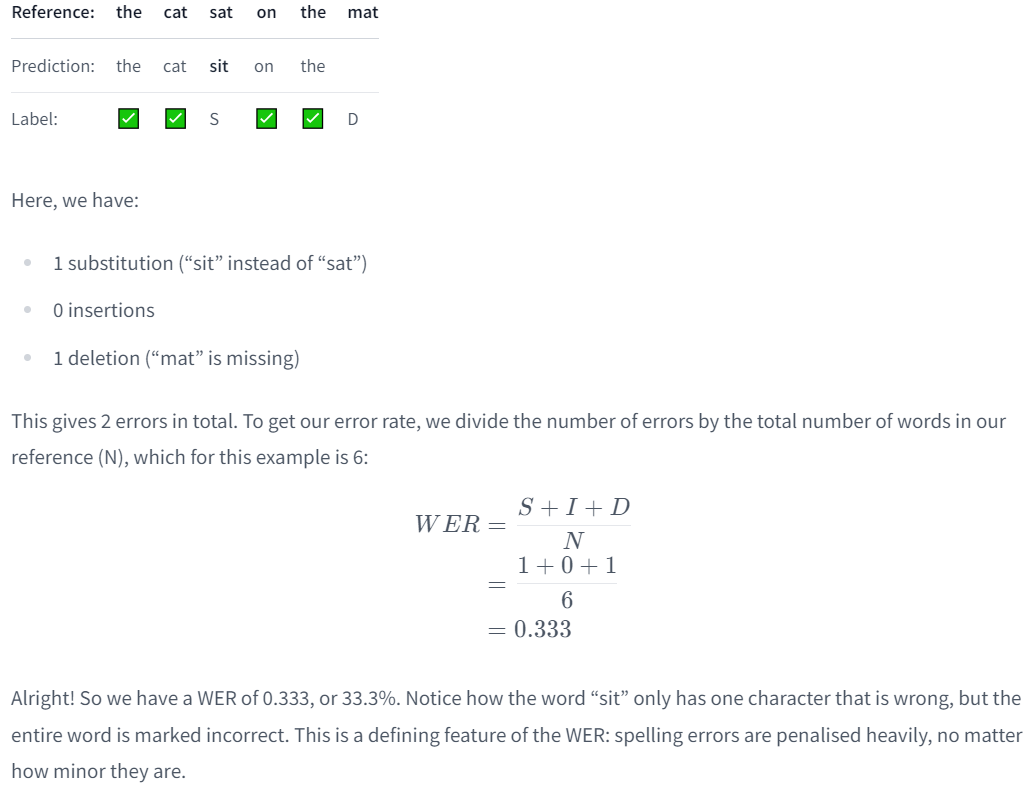 Reference: the cat sat on the mat
Prediction: the cat sit on the
Label: ✅ ✅ S ✅ ✅ D
Here, we have:
• 1 substitution (“sit” instead of “sat”)
• 0 insertions
• 1 deletion (“mat” is missing)
This gives 2 errors in total. To get our error rate, we divide the number of errors by the total number of words in our
reference (N), which for this example is 6:
WER = \frac{S + I + D}{N}
= \frac{1 + 0 + 1}{6}
= 0.333
Alright! So we have a WER of 0.333, or 33.3%. Notice how the word “sit” only has one character that is wrong, but the
entire word is marked incorrect. This is a defining feature of the WER: spelling errors are penalised heavily, no matter
how minor they are.